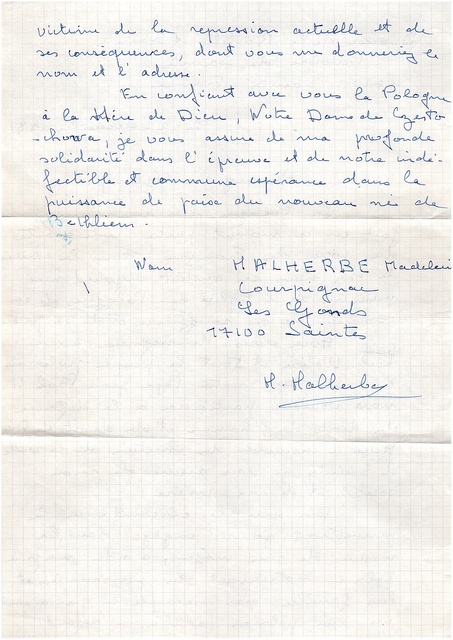 victime de la repression actuelle et de
ses conséquences, dont vous me donneriez le
nom et l'adresse.
En confiant avec vous la Pologne
à la Mère de Dieu, Notre Dame de Czesto
-chowa, je vous assure de ma profonde
solidarité dans l'épreuve et de notre indé-
fectible et commune espérance dans la
puissance de paix du nouveau né de
Bethléem.
MALHERBE Madelein
Courpignac
Les Gonds
17100 Saintes
M. Malherbe